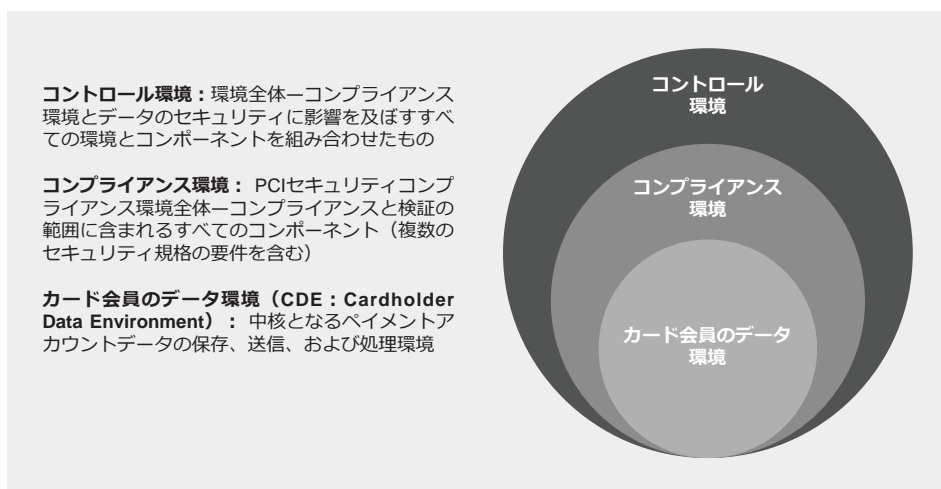 コントロール環境：環境全体—コンプライアンス
環境とデータのセキュリティに影響を及ぼすすべ
ての環境とコンポーネントを組み合わせたもの
コンプライアンス環境： PCIセキュリティコンプ
ライアンス環境全体—コンプライアンスと検証の
範囲に含まれるすべてのコンポーネント（複数の
セキュリティ規格の要件を含む）
カード会員のデータ環境（CDE：Cardholder
Data Environment）： 中核となるペイメントア
カウントデータの保存、送信、および処理環境
コントロール
環境
コンプライアンス
環境
カード会員のデータ
環境